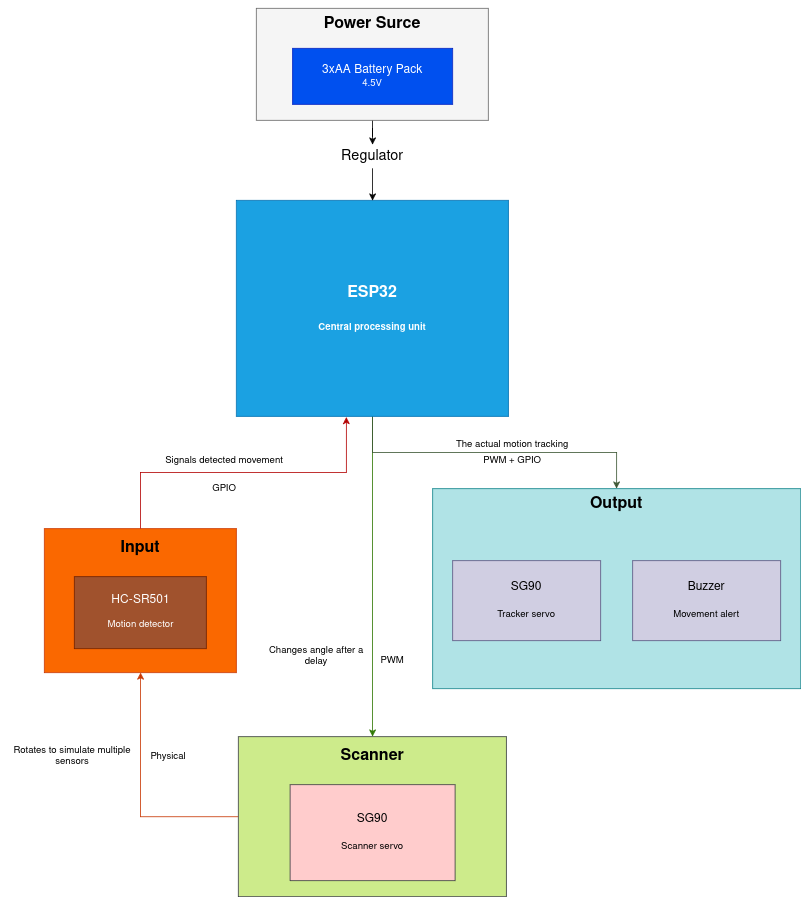 Power Surce
3xAA Battery Pack
4.5V
Regulator
ESP32
Central processing unit
The actual motion tracking
PWM + GPIO
Signals detected movement
GPIO
Output
SG90
Tracker servo
Buzzer
Movement alert
Input
HC-SR501
Motion detector
Changes angle after a
delay
PWM
Rotates to simulate multiple
sensors
Physical
Scanner
SG90
Scanner servo